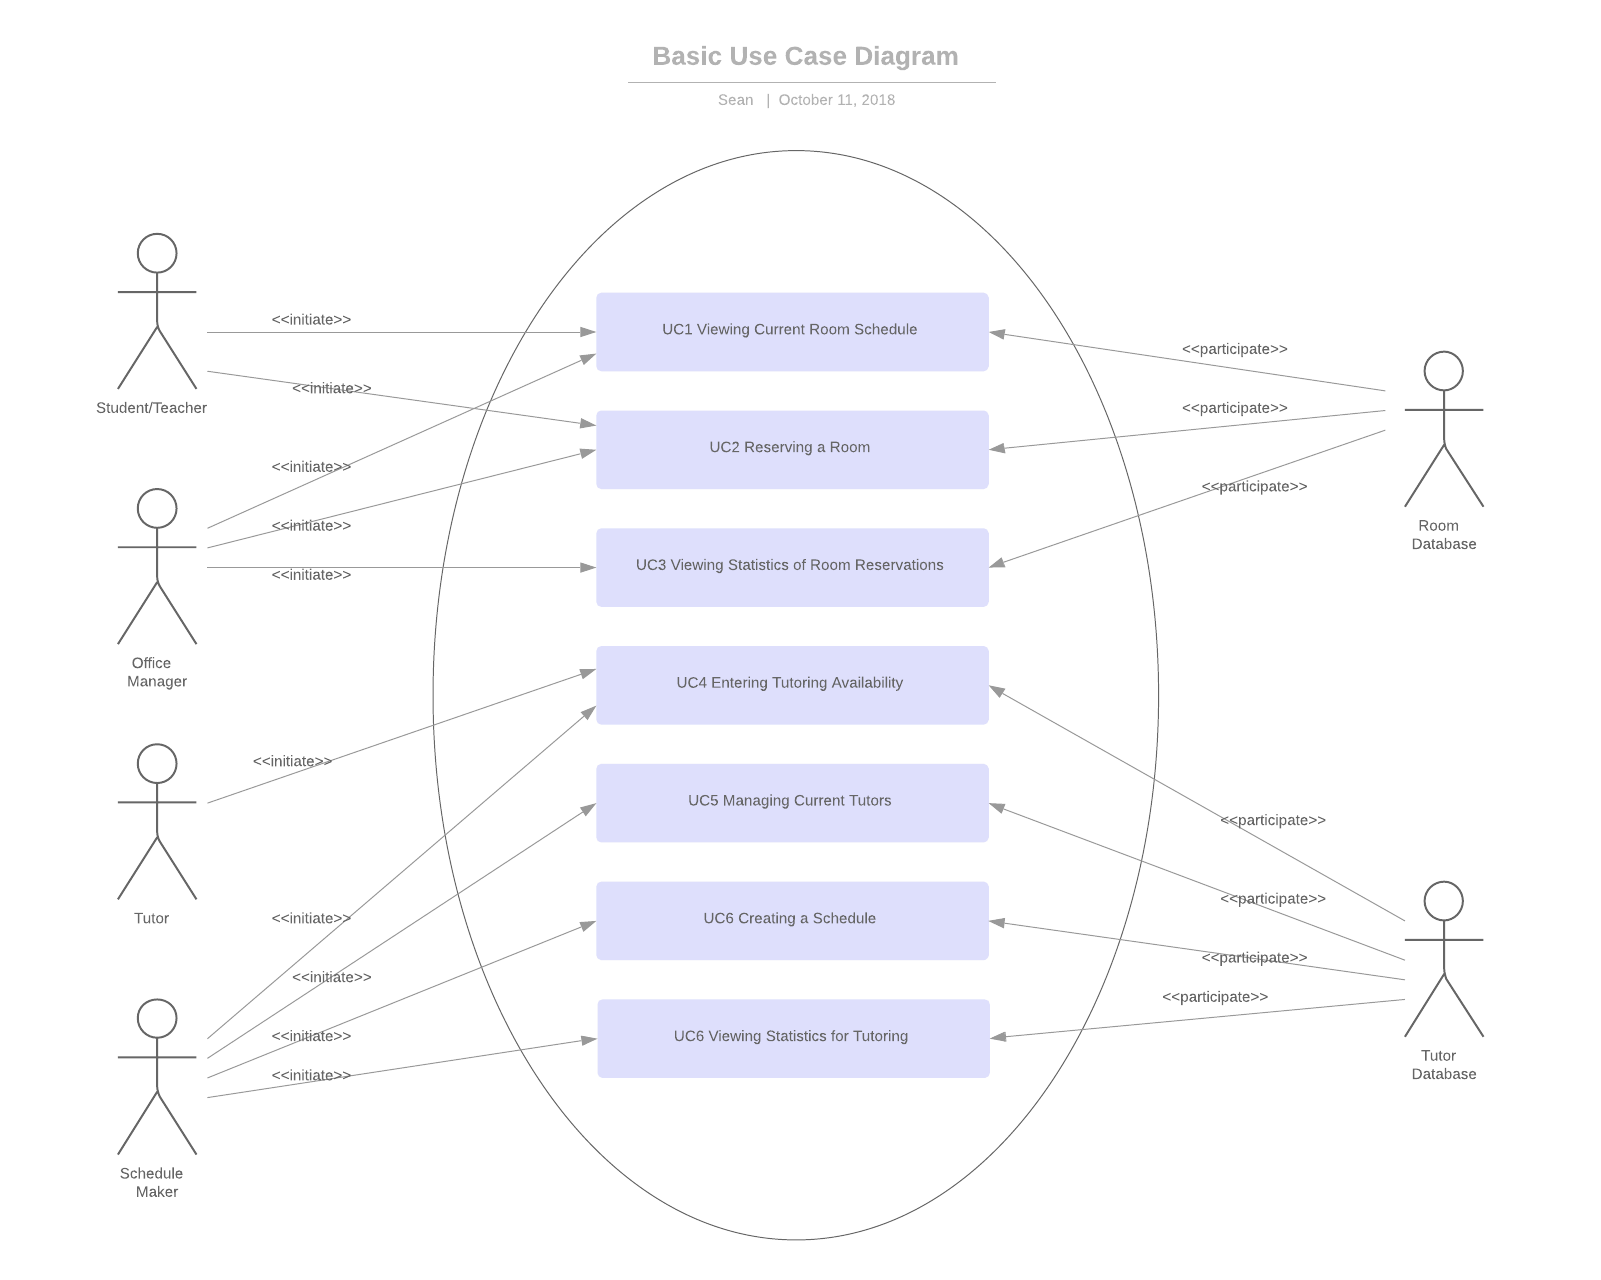 Basic Use Case Diagram
Sean | October 11, 2018
<<initiate>>
UC1 Viewing Current Room Schedule
<<participate>>
<<initiate>>
Student/Teacher
<<participate>>
UC2 Reserving a Room
<<initiate>>
<<participate>>
<<initiate>>
Room
Database
UC3 Viewing Statistics of Room Reservations
<<initiate>>
Office
Manager
UC4 Entering Tutoring Availability
<<initiate>>
UC5 Managing Current Tutors
<<participate>>
<<participate>>
Tutor
<<initiate>>
UC6 Creating a Schedule
<<participate>>
<<initiate>>
<<participate>>
<<initiate>>
UC6 Viewing Statistics for Tutoring
Tutor
Database
<<initiate>>
Schedule
Maker